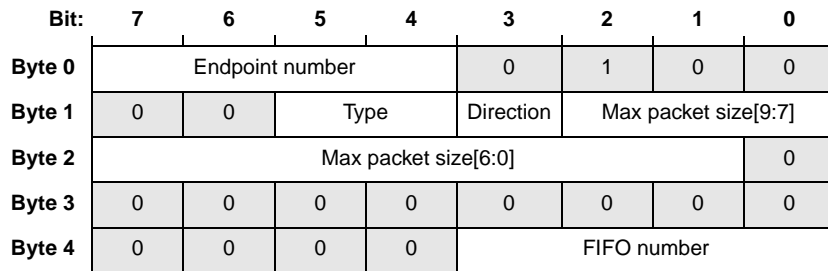 Bit: 7 6 5 4 3 2 1 0
Byte 0 Endpoint number 0 1 0 0
Byte 1 0 0 Type Direction Max packet size[9:7]
Byte 2 Max packet size[6:0] 0
Byte 3 0 0 0 0 0 0 0 0
Byte 4 0 0 0 0 FIFO number